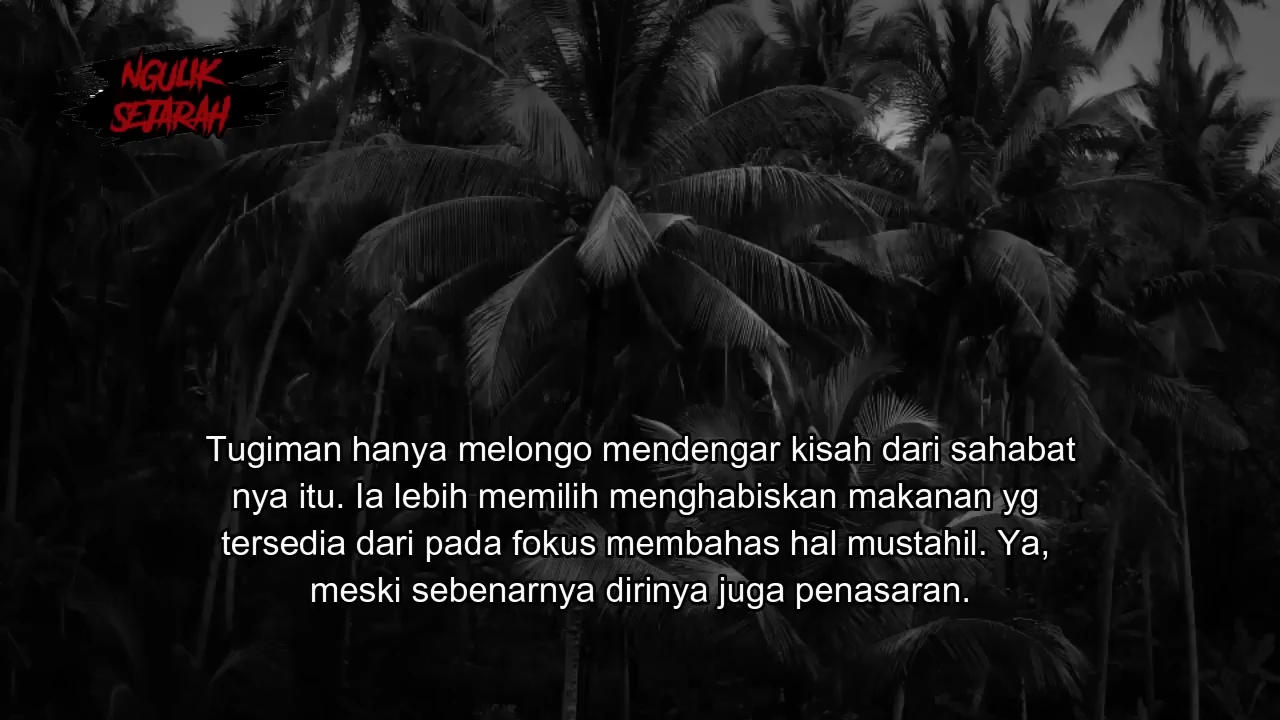 NGULIK
SEJARAH
Tugiman hanya melongo mendengar kisah dari sahabat
nya itu. Ia lebih memilih menghabiskan makanan yg
tersedia dari pada fokus membahas hal mustahil. Ya,
meski sebenarnya dirinya juga penasaran.